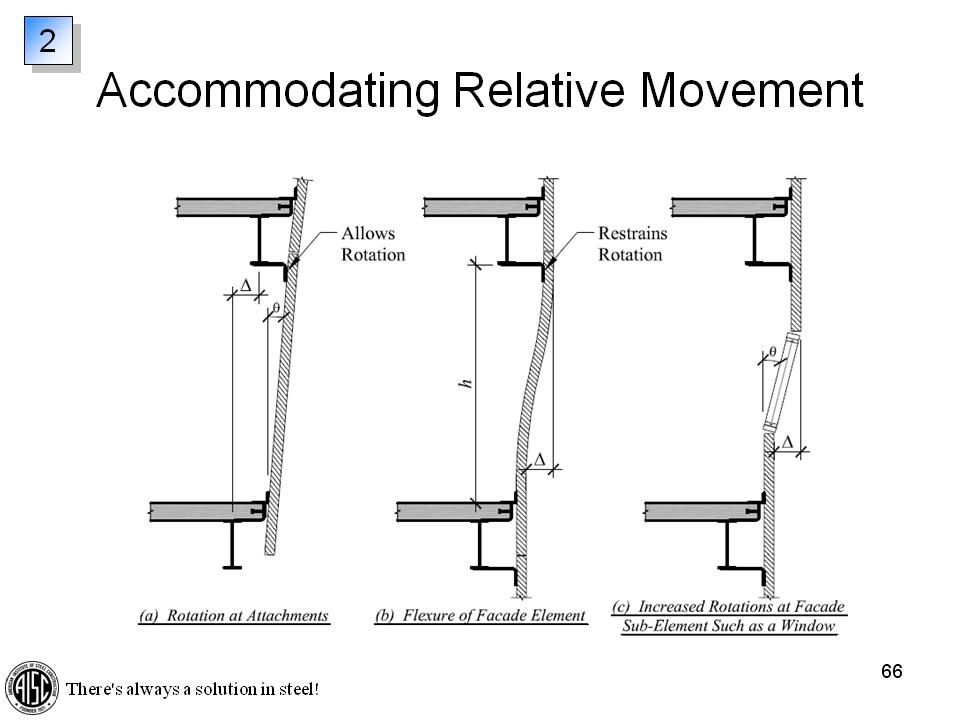 2
Accommodating Relative Movement
Allows
Rotation
Restrains
Rotation
Δ
θ
h
Δ
θ
Δ
(a) Rotation at Attachments
(b) Flexure of Facade Element
(c) Increased Rotations at Facade
Sub-Element Such as a Window
66
AISC
There's always a solution in steel!